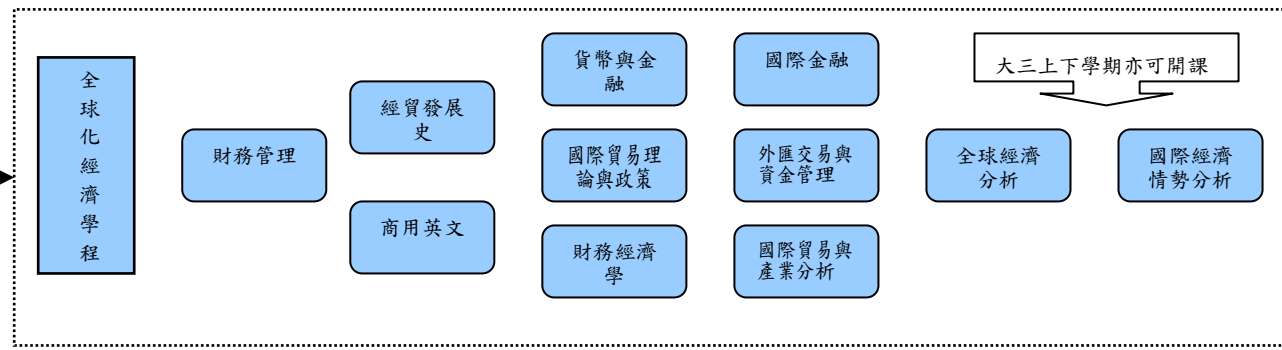 全球化經濟學程
財務管理
經貿發展
史
商用英文
貨幣與金
融
國際貿易理
論與政策
財務經濟
學
國際金融
外匯交易與
資金管理
國際貿易與
產業分析
大三上下學期亦可開課
全球經濟
分析
國際經濟
情勢分析